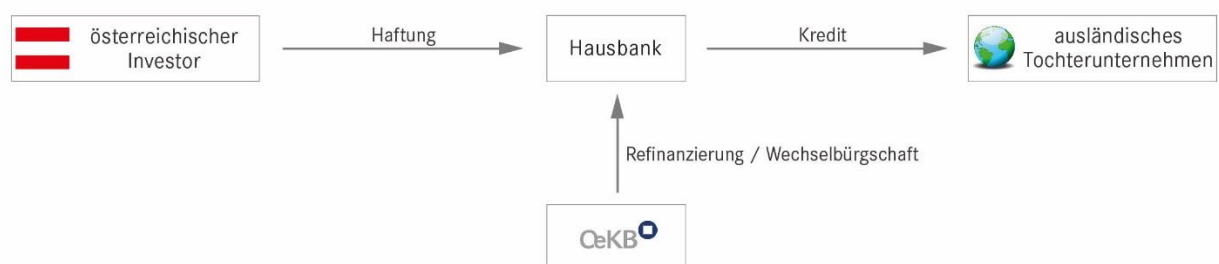 österreichischer
Investor
Haftung
Hausbank
Kredit
ausländisches
Tochterunternehmen
Refinanzierung / Wechselbürgschaft
OeKB